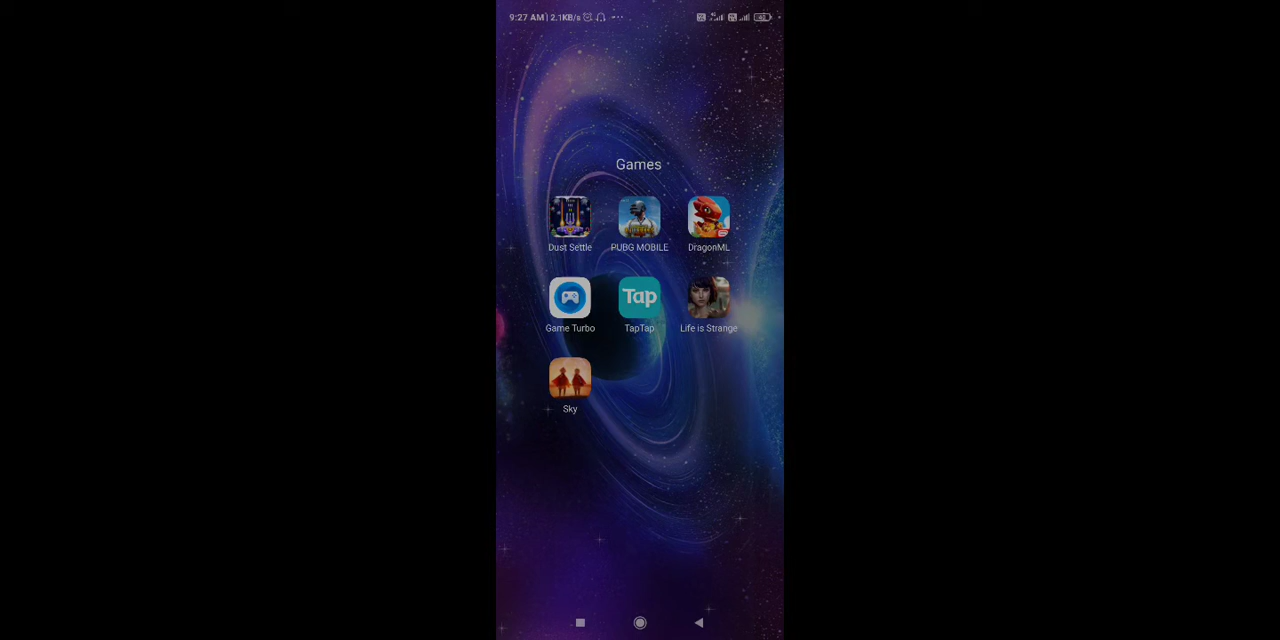 9:27 AM | 2.1KB/s
Games
Dust Settle PUBG MOBILE DragonML
Tap
Game Turbo TapTap Life is Strange
Sky